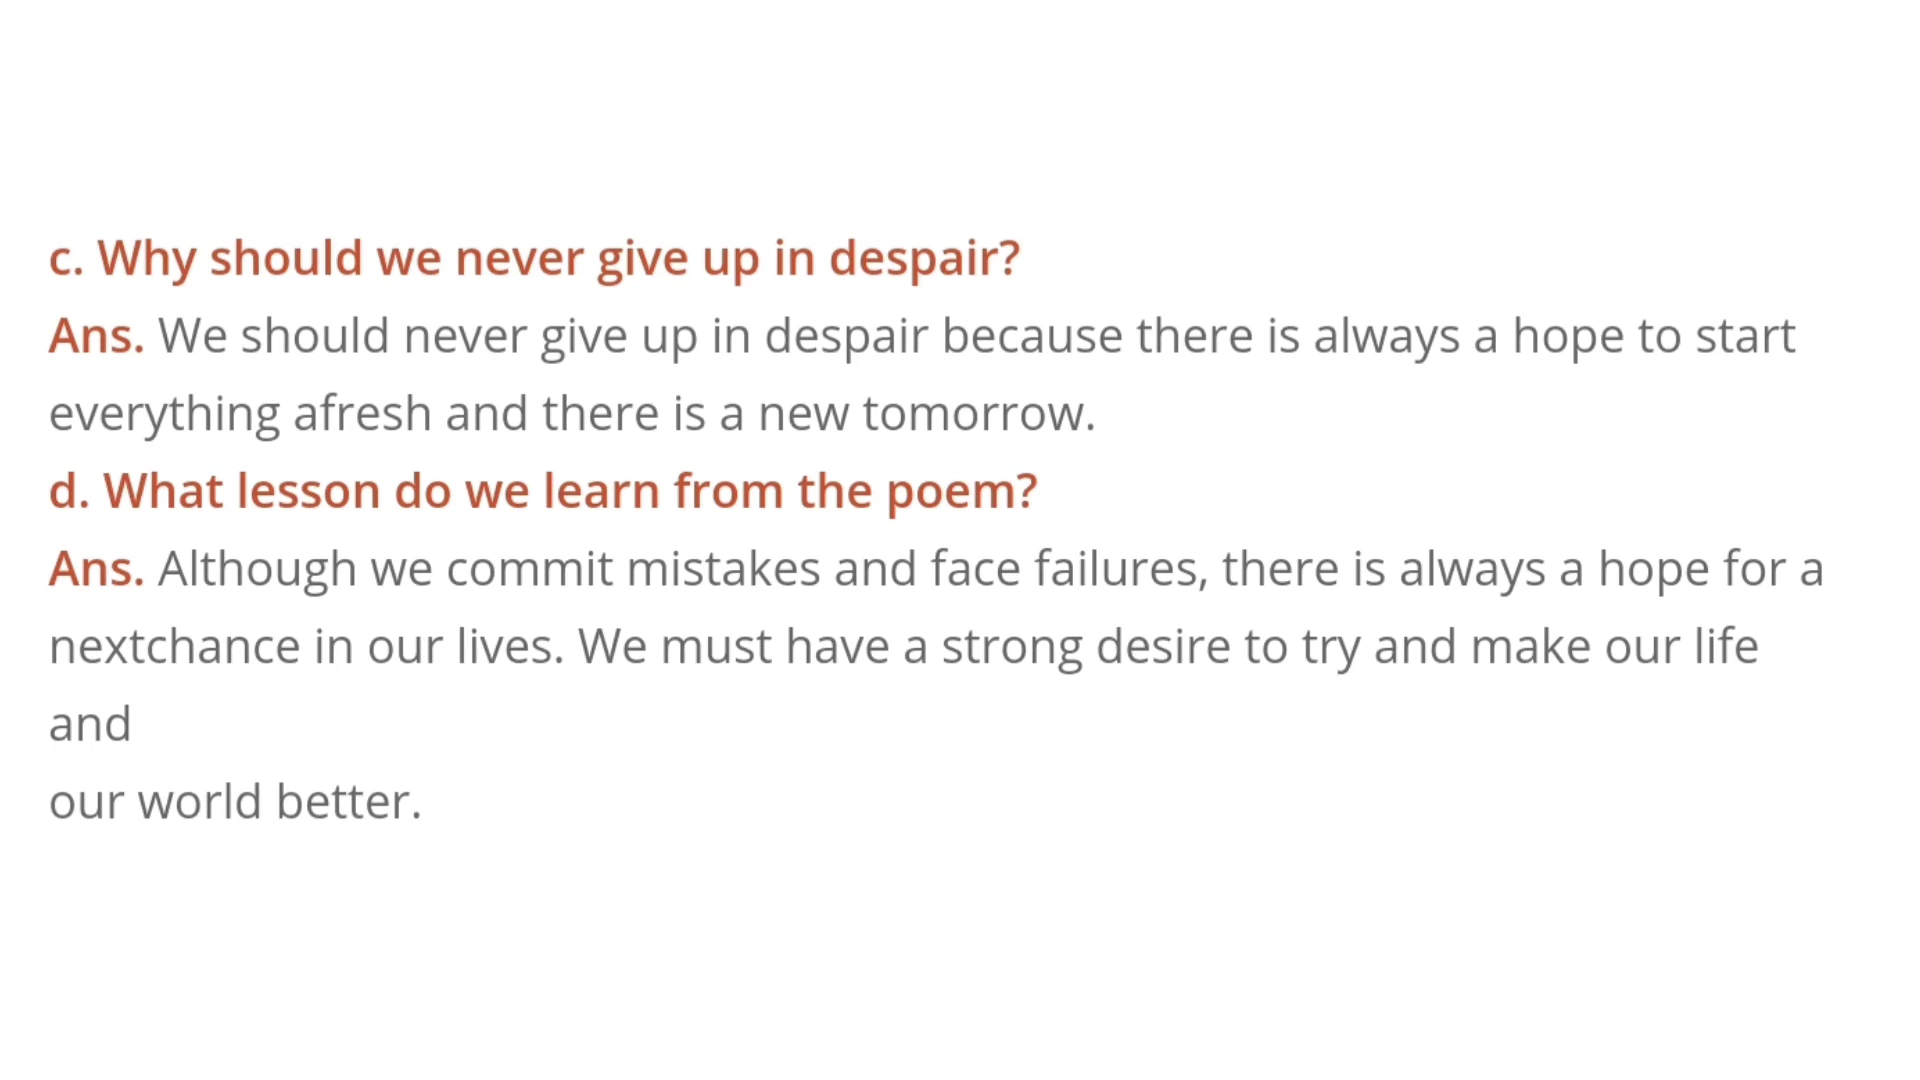 c. Why should we never give up in despair?
Ans. We should never give up in despair because there is always a hope to start
everything afresh and there is a new tomorrow.
d. What lesson do we learn from the poem?
Ans. Although we commit mistakes and face failures, there is always a hope for a
nextchance in our lives. We must have a strong desire to try and make our life
and
our world better.